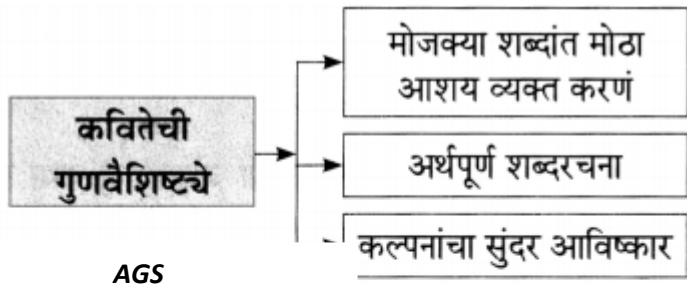 कवितेची
गुणवैशिष्ट्ये
मोजक्या शब्दांत मोठा
आशय व्यक्त करणं
अर्थपूर्ण शब्दरचना
कल्पनांचा सुंदर आविष्कार
AGS